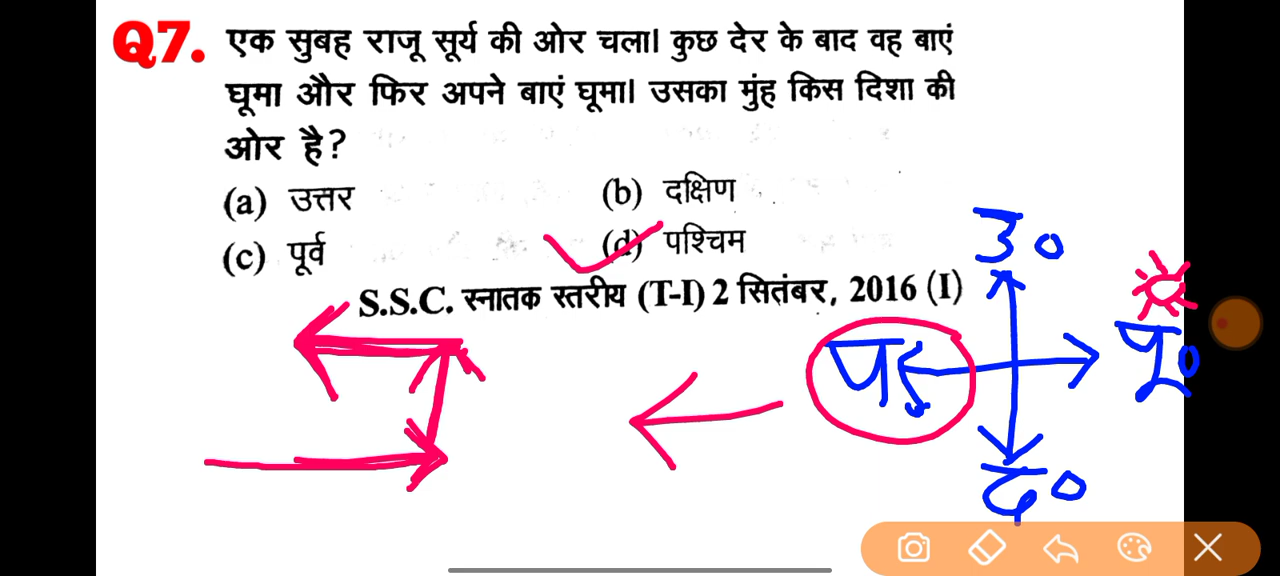 Q7. एक सुबह राजू सूर्य की ओर चला। कुछ देर के बाद वह बाएं
घूमा और फिर अपने बाएं घूमा। उसका मुंह किस दिशा की
ओर है?
(a) उत्तर (b) दक्षिण
(c) पूर्व (d) पश्चिम
S.S.C. स्नातक स्तरीय (T-I) 2 सितंबर, 2016 (I)
उ०
प० पू०
द०